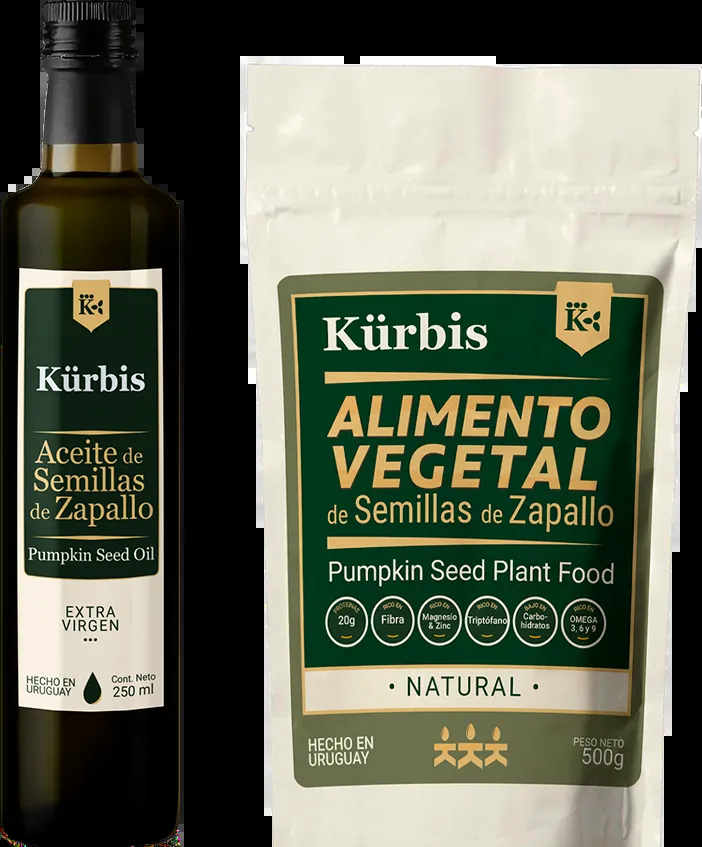 K
Kürbis
Aceite de
Semillas
de Zapallo
Pumpkin Seed Oil
EXTRA
VIRGEN
HECHO EN
URUGUAY
Cont. Neto
250 ml
Kürbis
K
ALIMENTO
VEGETAL
de Semillas de Zapallo
Pumpkin Seed Plant Food
PROTEINAS
20g
RICO EN
Fibra
RICO EN
Magnesio
& Zinc
RICO EN
Triptófano
BAJO EN
Carbo-
hidratos
RICO EN
OMEGA
3, 6 y 9
· NATURAL ·
HECHO EN
URUGUAY
PESO NETO
500g